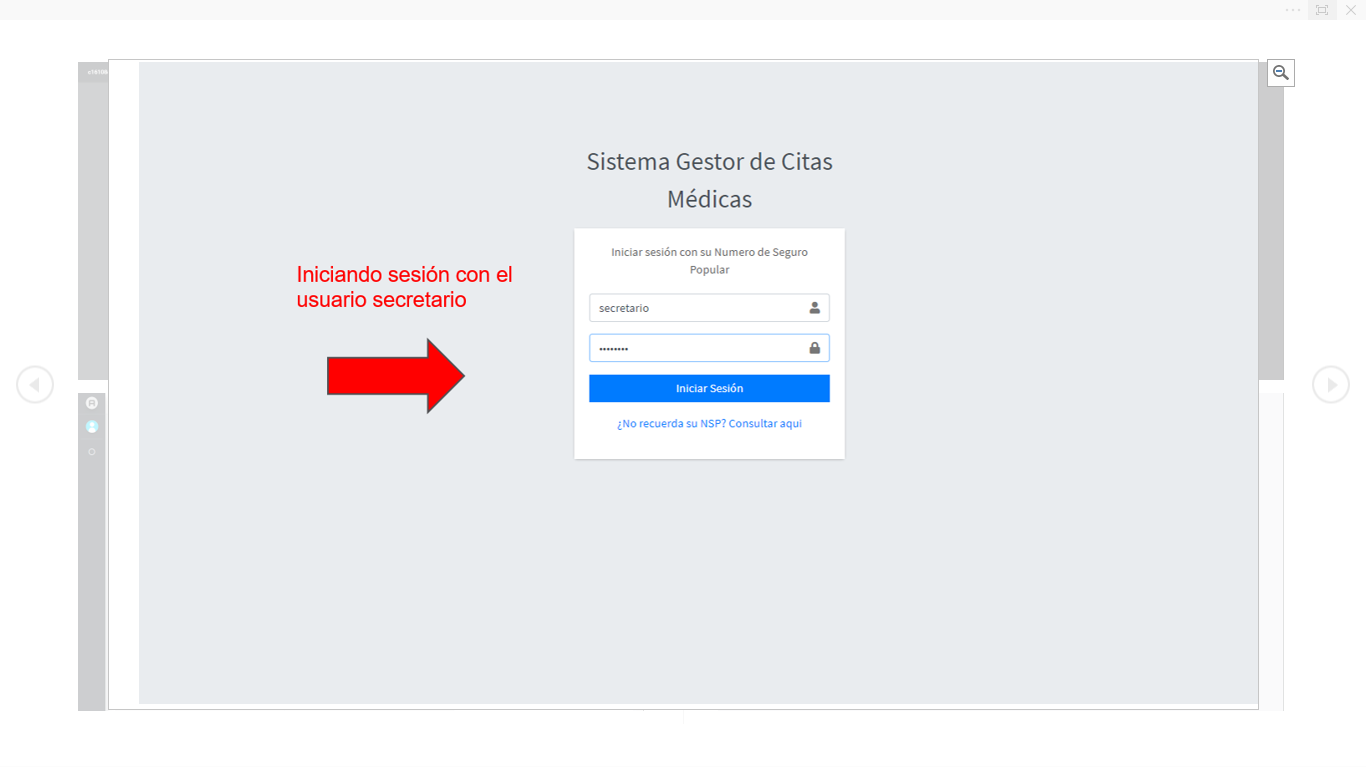 Sistema Gestor de Citas
Médicas
Iniciar sesión con su Numero de Seguro
Popular
Iniciando sesión con el
usuario secretario
secretario
••••••••
Iniciar Sesión
¿No recuerda su NSP? Consultar aqui